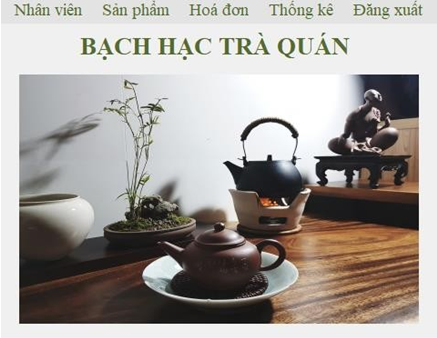 Nhân viên Sản phẩm Hoá đơn Thống kê Đăng xuất
BẠCH HẠC TRÀ QUÁN